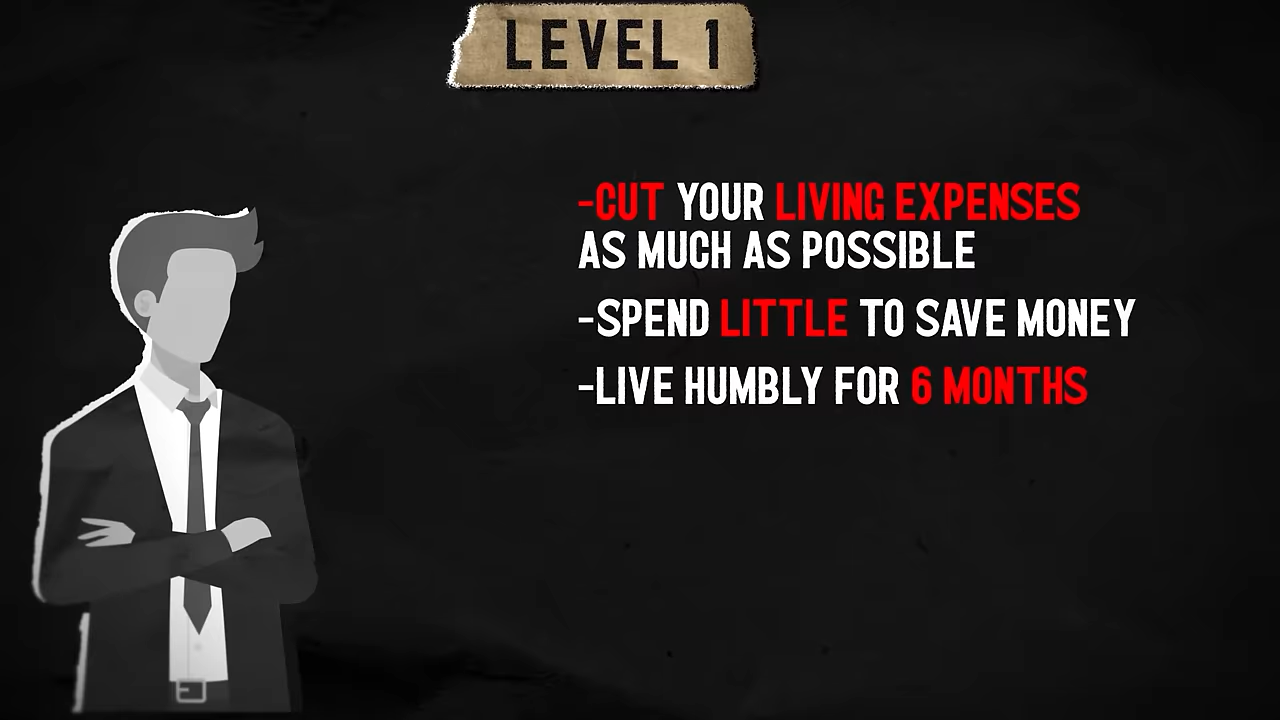 LEVEL 1
-CUT YOUR LIVING EXPENSES
AS MUCH AS POSSIBLE
-SPEND LITTLE TO SAVE MONEY
-LIVE HUMBLY FOR 6 MONTHS